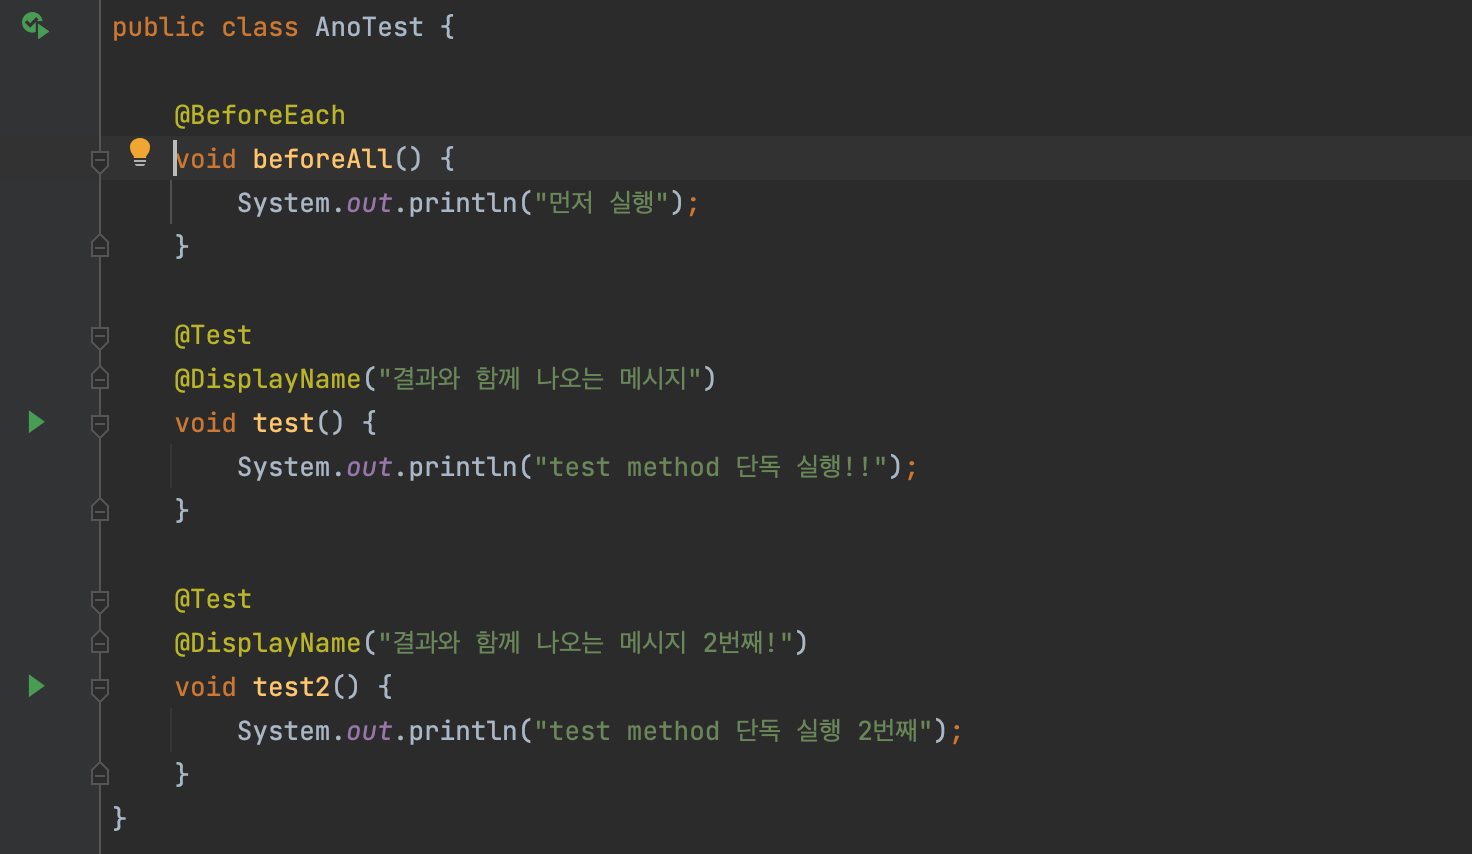 public class AnoTest {
@BeforeEach
void beforeAll() {
System.out.println("먼저 실행");
}
@Test
@DisplayName("결과와 함께 나오는 메시지")
void test() {
System.out.println("test method 단독 실행!!");
}
@Test
@DisplayName("결과와 함께 나오는 메시지 2번째!")
void test2() {
System.out.println("test method 단독 실행 2번째");
}
}